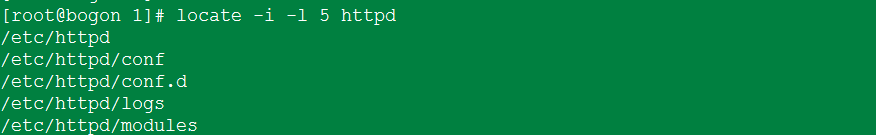 [root@bogon 1]# locate -i -l 5 httpd
/etc/httpd
/etc/httpd/conf
/etc/httpd/conf.d
/etc/httpd/logs
/etc/httpd/modules